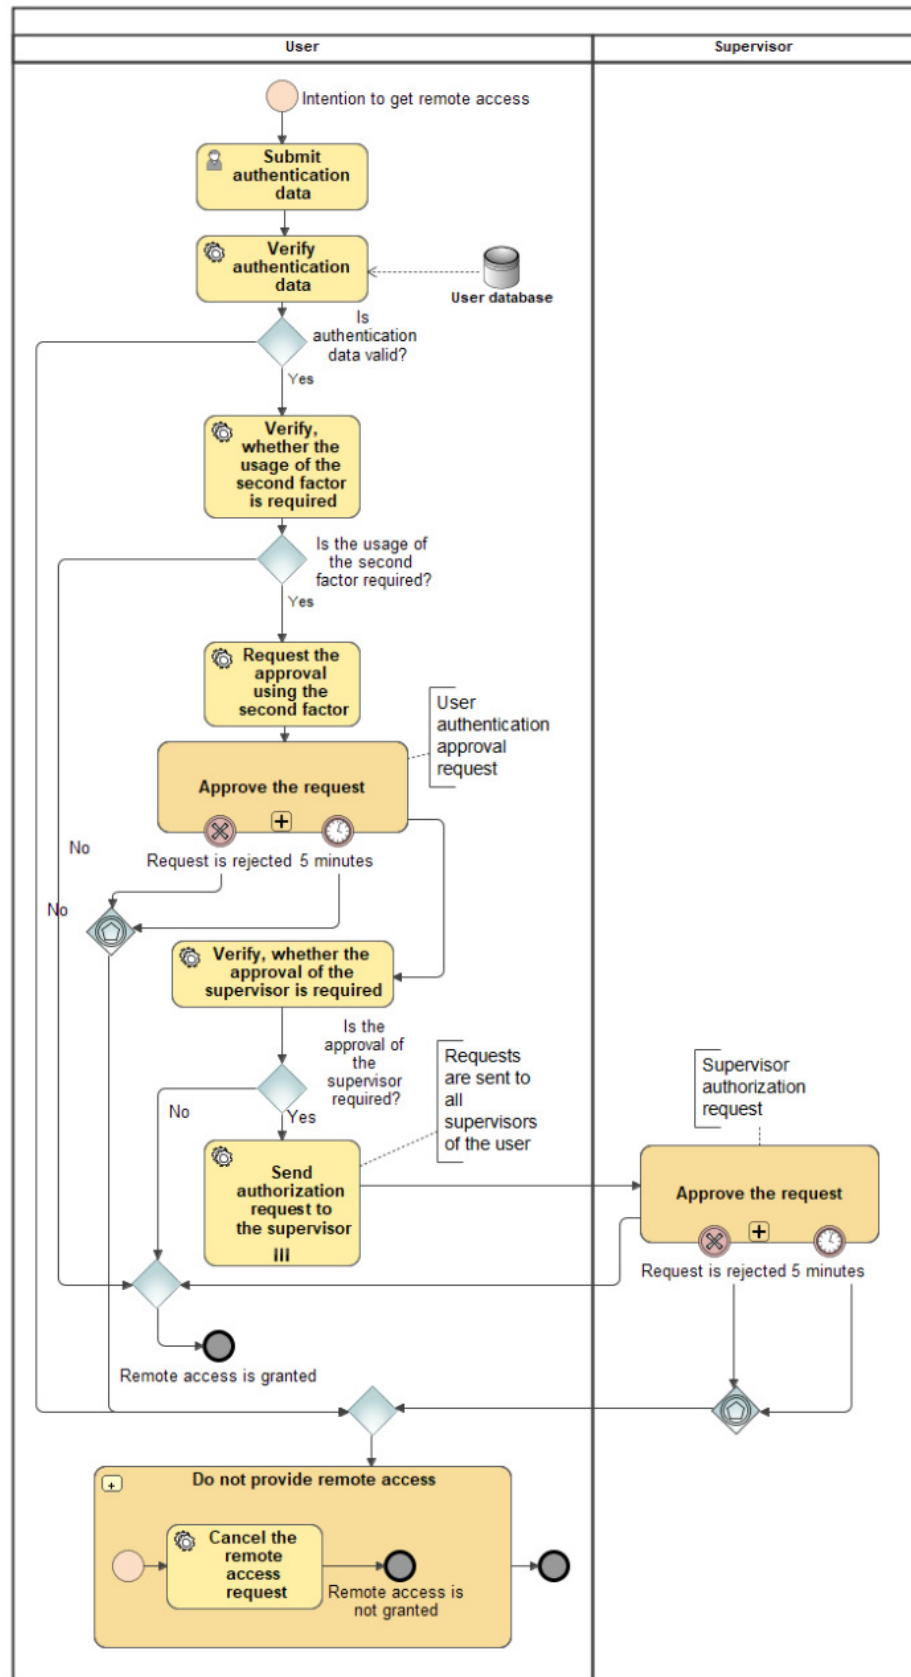 User
Supervisor
Intention to get remote access
Submit
authentication
data
Verify
authentication
data
User database
Is
authentication
data valid?
Yes
Verify,
whether the
usage of the
second factor
is required
Is the usage of
the second
factor required?
Yes
Request the
approval
using the
second factor
User
authentication
approval
request
Approve the request
No
Request is rejected
5 minutes
No
Verify, whether the
approval of the
supervisor is required
Is the
approval of
the
supervisor
required?
Requests
are sent to
all
supervisors
of the user
Supervisor
authorization
request
No
Yes
Send
authorization
request to
the supervisor
Approve the request
Request is rejected
5 minutes
Remote access is granted
Do not provide remote access
Cancel the
remote
access
request
Remote access is
not granted